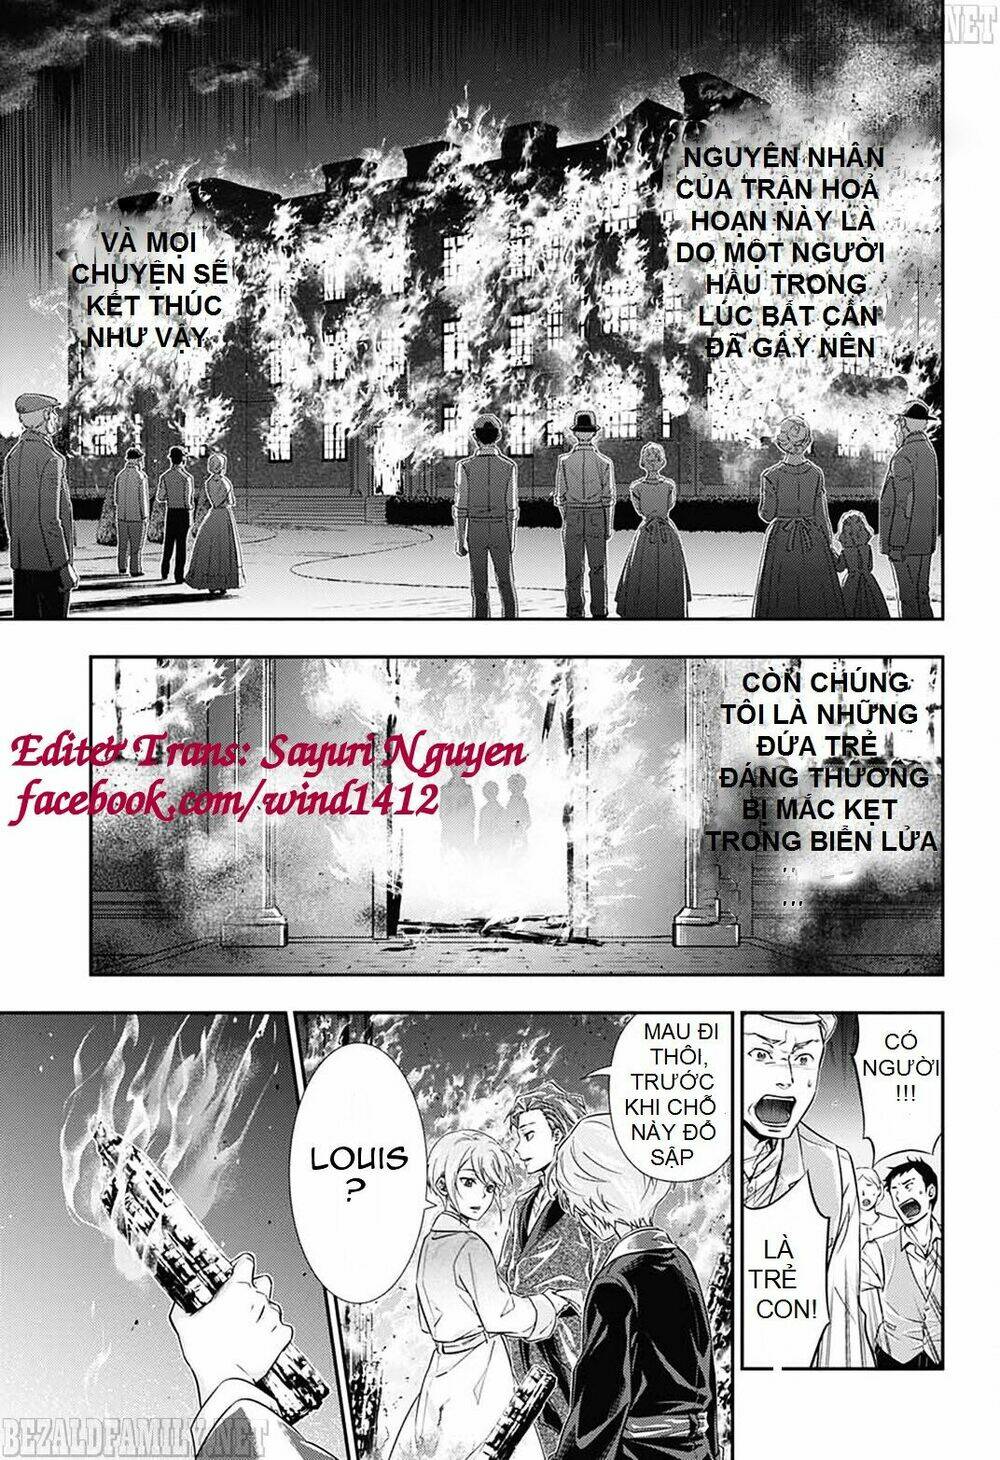 NGUYÊN NHÂN
CỦA TRẬN HOẢ
HOẠN NÀY LÀ
DO MỘT NGƯỜI
HẦU TRONG
LÚC BẤT CẨN
ĐÃ GÂY NÊN
VÀ MỌI
CHUYỆN SẼ
KẾT THÚC
NHƯ VẬY
CÒN CHÚNG
TÔI LÀ NHỮNG
ĐỨA TRẺ
ĐÁNG THƯƠNG
BỊ MẮC KẸT
TRONG BIỂN LỬA
Edit& Trans: Sayuri Nguyen
facebook.com/wind1412
CÓ
NGƯỜI
!!!
LÀ
TRẺ
CON!
MAU ĐI
THÔI,
TRƯỚC
KHI CHỖ
NÀY ĐỔ
SẬP
LOUIS
?
BEZALDFAMILY.NET